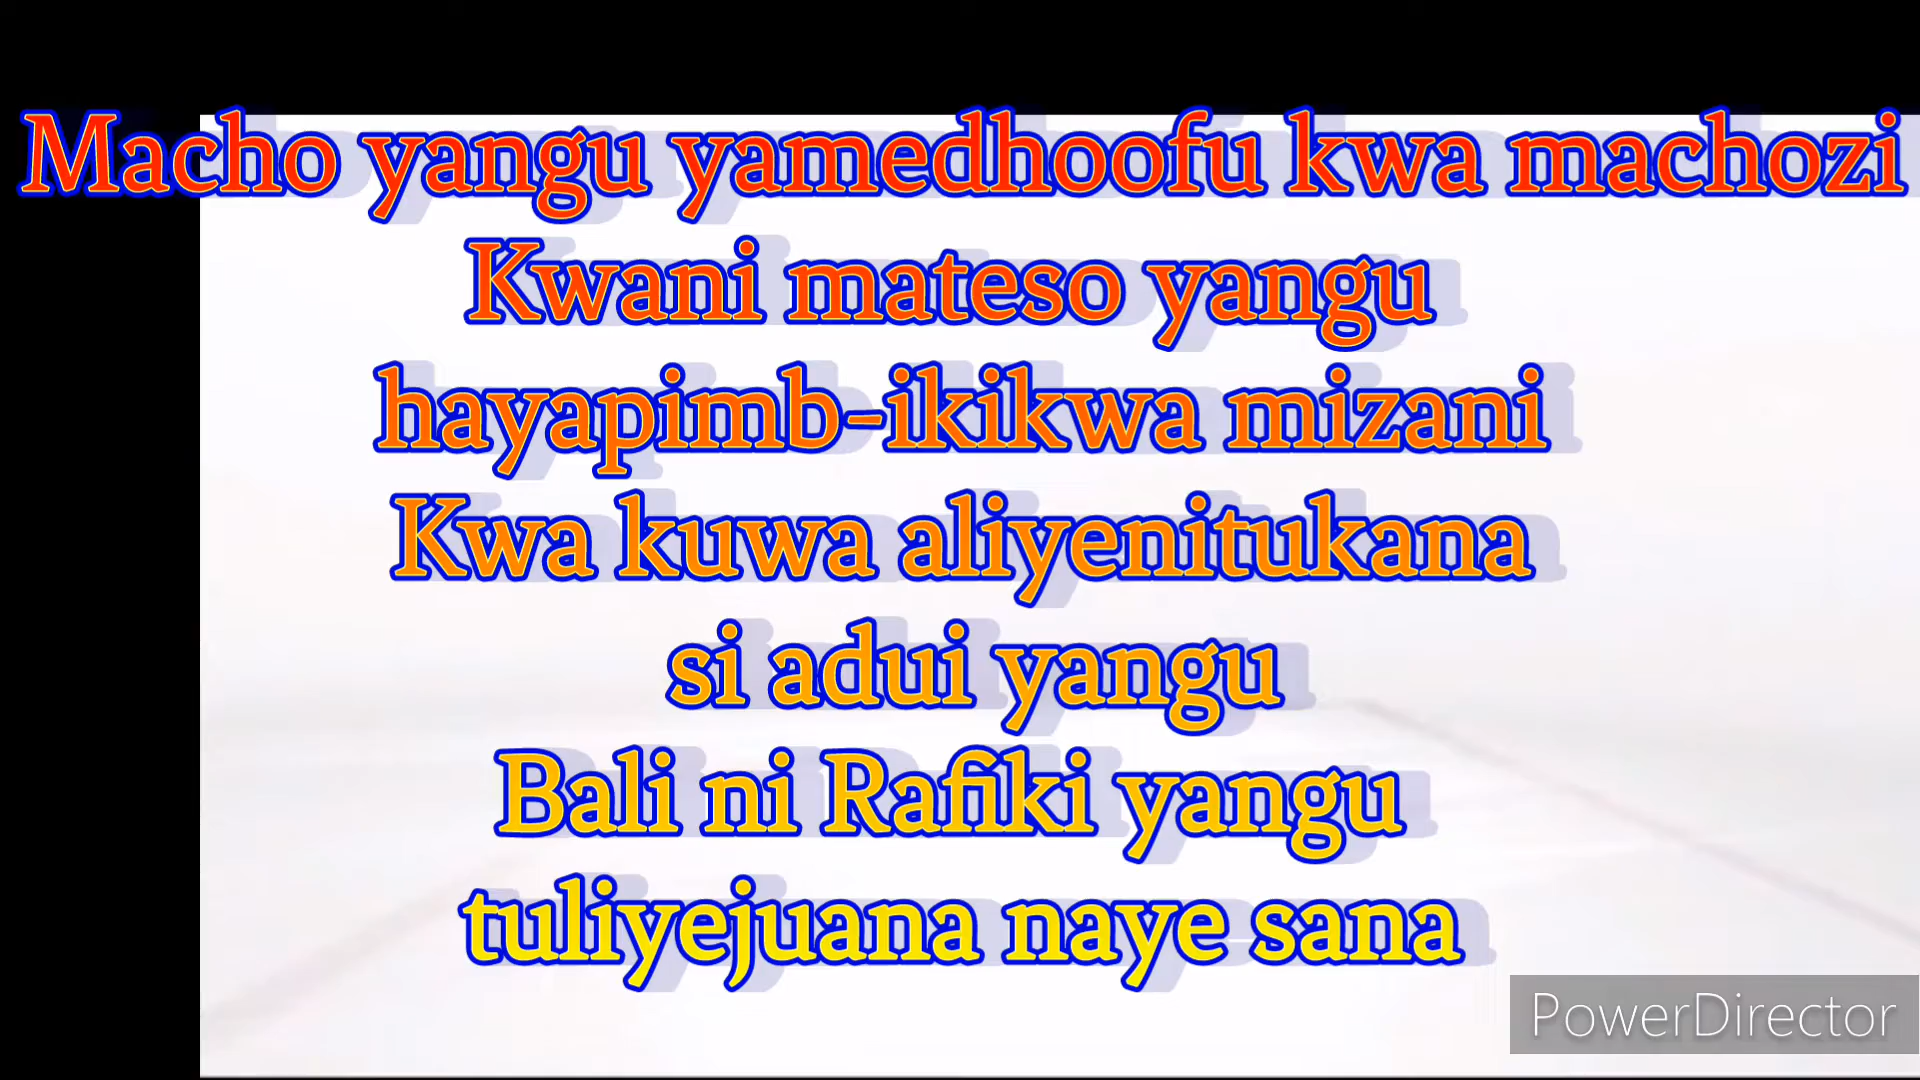 Macho yangu yamedhoofu kwa machozi
Kwani mateso yangu
hayapimb-ikikwa mizani
Kwa kuwa aliyenitukana
si adui yangu
Bali ni Rafiki yangu
tuliyejuana naye sana
PowerDirector